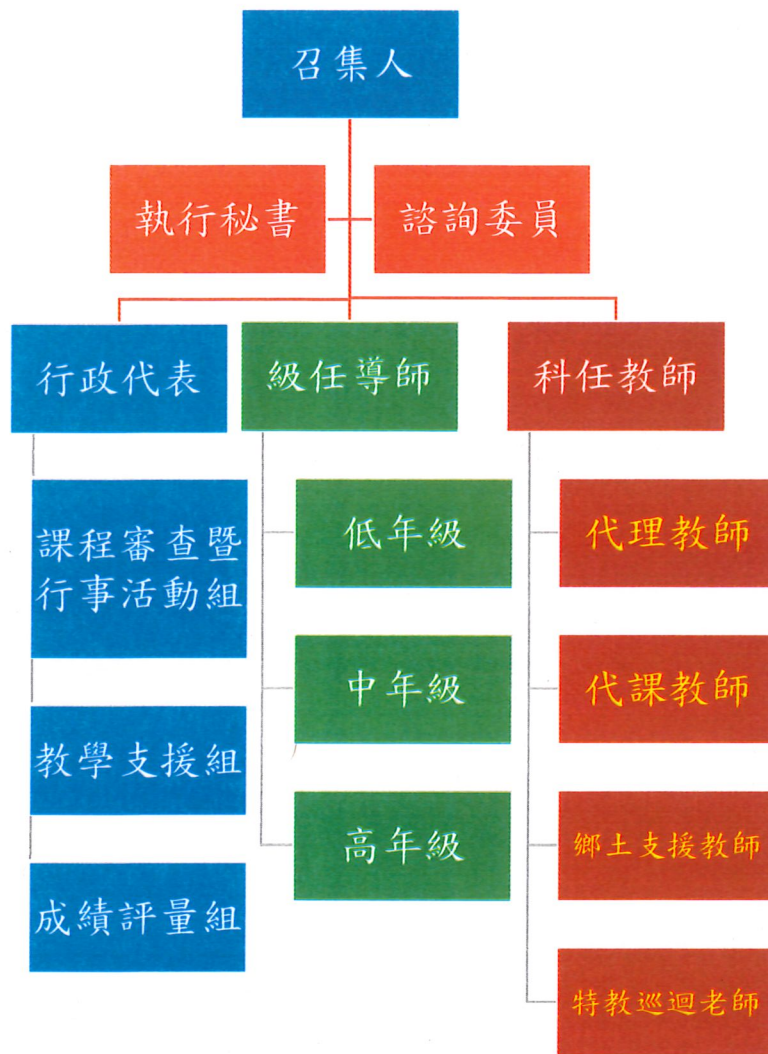 召集人
執行秘書
諮詢委員
行政代表
級任導師
科任教師
課程審查暨
行事活動組
教學支援組
成績評量組
低年級
中年級
高年級
代理教師
代課教師
鄉土支援教師
特教巡迴老師